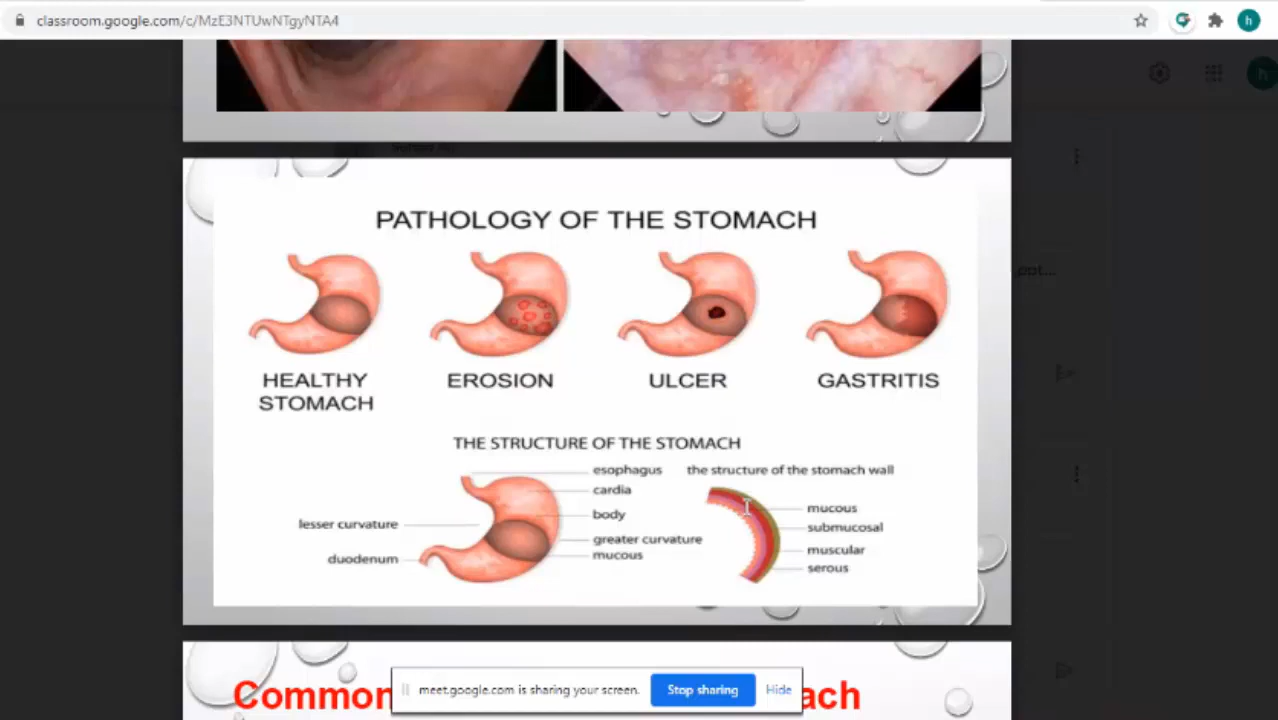 classroom.google.com/c/MzE3NTUwNTgyNTA4
h
h
PATHOLOGY OF THE STOMACH
HEALTHY
STOMACH
EROSION
ULCER
GASTRITIS
THE STRUCTURE OF THE STOMACH
esophagus
cardia
body
lesser curvature
greater curvature
mucous
duodenum
the structure of the stomach wall
mucous
submucosal
muscular
serous
Common
ach
meet.google.com is sharing your screen.
Stop sharing
Hide